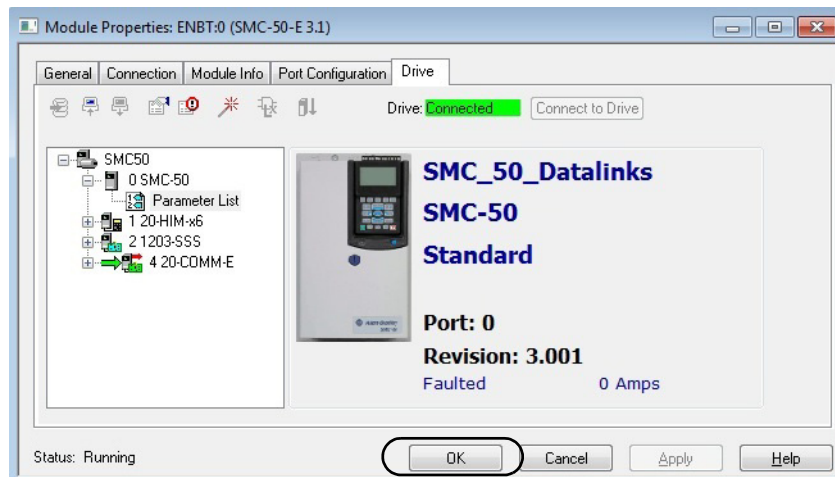 Module Properties: ENBT:0 (SMC-50-E 3.1)
General Connection Module Info Port Configuration Drive
Drive: Connected Connect to Drive
SMC50
0 SMC-50
Parameter List
1 20-HIM-x6
2 1203-SSS
4 20-COMM-E
SMC_50_Datalinks
SMC-50
Standard
Port: 0
Revision: 3.001
Faulted 0 Amps
Status: Running
OK Cancel Apply Help